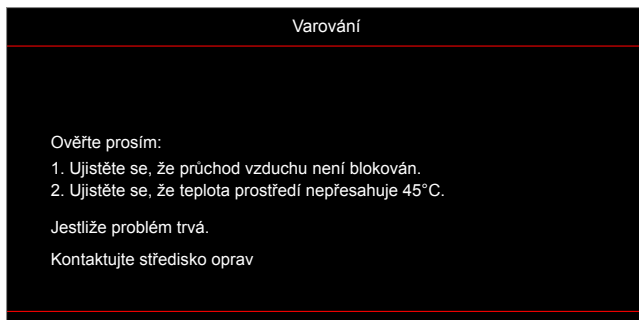 Varování
Ověřte prosím:
1. Ujistěte se, že průchod vzduchu není blokován.
2. Ujistěte se, že teplota prostředí nepřesahuje 45°C.
Jestliže problém trvá.
Kontaktujte středisko oprav